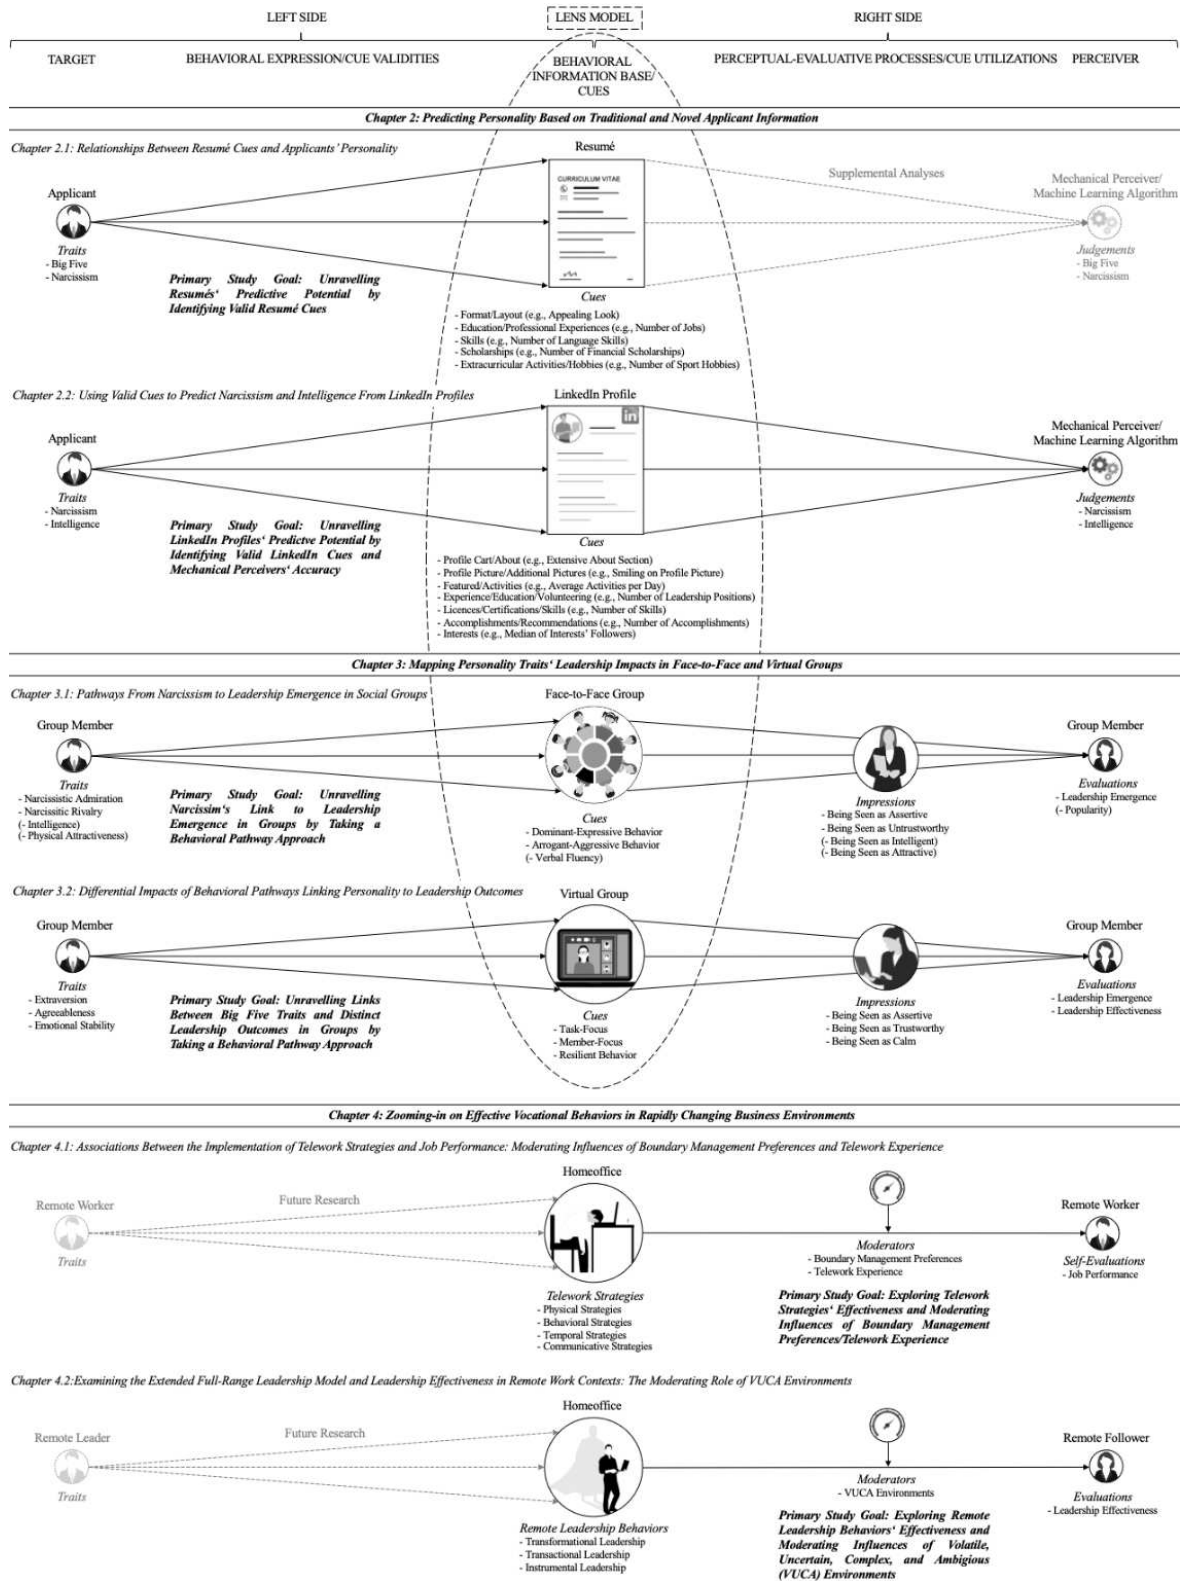 LEFT SIDE
LENS MODEL
RIGHT SIDE
TARGET
BEHAVIORAL EXPRESSION/CUE VALIDITIES
BEHAVIORAL
INFORMATION BASE/
CUES
PERCEPTUAL-EVALUATIVE PROCESSES/CUE UTILIZATIONS
PERCEIVER
Chapter 2: Predicting Personality Based on Traditional and Novel Applicant Information
Chapter 2.1: Relationships Between Resumé Cues and Applicants' Personality
Resumé
Applicant
CURRICULUM VITAE
Supplemental Analyses
Mechanical Perceiver/
Machine Learning Algorithm
Traits
- Big Five
- Narcissism
Primary Study Goal: Unravelling
Resumés' Predictive Potential by
Identifying Valid Resumé Cues
Judgements
- Big Five
- Narcissism
Cues
- Format/Layout (e.g., Appealing Look)
- Education/Professional Experiences (e.g., Number of Jobs)
- Skills (e.g., Number of Language Skills)
- Scholarships (e.g., Number of Financial Scholarships)
- Extracurricular Activities/Hobbies (e.g., Number of Sport Hobbies)
Chapter 2.2: Using Valid Cues to Predict Narcissism and Intelligence From LinkedIn Profiles
LinkedIn Profile
in
Applicant
Mechanical Perceiver/
Machine Learning Algorithm
Traits
- Narcissism
- Intelligence
Primary Study Goal: Unravelling
LinkedIn Profiles' Predictve Potential by
Identifying Valid LinkedIn Cues and
Mechanical Perceivers' Accuracy
Judgements
- Narcissism
- Intelligence
Cues
- Profile Cart/About (e.g., Extensive About Section)
- Profile Picture/Additional Pictures (e.g., Smiling on Profile Picture)
- Featured/Activities (e.g., Average Activities per Day)
- Experience/Education/Volunteering (e.g., Number of Leadership Positions)
- Licences/Certifications/Skills (e.g., Number of Skills)
- Accomplishments/Recommendations (e.g., Number of Accomplishments)
- Interests (e.g., Median of Interests' Followers)
Chapter 3: Mapping Personality Traits' Leadership Impacts in Face-to-Face and Virtual Groups
Chapter 3.1: Pathways From Narcissism to Leadership Emergence in Social Groups
Face-to-Face Group
Group Member
Group Member
Traits
- Narcissistic Admiration
- Narcissitic Rivalry
(- Intelligence)
(- Physical Attractiveness)
Primary Study Goal: Unravelling
Narcissim's Link to Leadership
Emergence in Groups by Taking a
Behavioral Pathway Approach
Cues
- Dominant-Expressive Behavior
- Arrogant-Aggressive Behavior
(- Verbal Fluency)
Impressions
- Being Seen as Assertive
- Being Seen as Untrustworthy
(- Being Seen as Intelligent)
(- Being Seen as Attractive)
Evaluations
- Leadership Emergence
(- Popularity)
Chapter 3.2: Differential Impacts of Behavioral Pathways Linking Personality to Leadership Outcomes
Virtual Group
Group Member
Group Member
Traits
- Extraversion
- Agreeableness
- Emotional Stability
Primary Study Goal: Unravelling Links
Between Big Five Traits and Distinct
Leadership Outcomes in Groups by
Taking a Behavioral Pathway Approach
Cues
- Task-Focus
- Member-Focus
- Resilient Behavior
Impressions
- Being Seen as Assertive
- Being Seen as Trustworthy
- Being Seen as Calm
Evaluations
- Leadership Emergence
- Leadership Effectiveness
Chapter 4: Zooming-in on Effective Vocational Behaviors in Rapidly Changing Business Environments
Chapter 4.1: Associations Between the Implementation of Telework Strategies and Job Performance: Moderating Influences of Boundary Management Preferences and Telework Experience
Homeoffice
Remote Worker
Future Research
Remote Worker
Traits
Telework Strategies
- Physical Strategies
- Behavioral Strategies
- Temporal Strategies
- Communicative Strategies
Moderators
- Boundary Management Preferences
- Telework Experience
Self-Evaluations
- Job Performance
Primary Study Goal: Exploring Telework
Strategies' Effectiveness and Moderating
Influences of Boundary Management
Preferences/Telework Experience
Chapter 4.2:Examining the Extended Full-Range Leadership Model and Leadership Effectiveness in Remote Work Contexts: The Moderating Role of VUCA Environments
Homeoffice
Remote Leader
Future Research
Remote Follower
Traits
Remote Leadership Behaviors
- Transformational Leadership
- Transactional Leadership
- Instrumental Leadership
Moderators
- VUCA Environments
Evaluations
- Leadership Effectiveness
Primary Study Goal: Exploring Remote
Leadership Behaviors' Effectiveness and
Moderating Influences of Volatile,
Uncertain, Complex, and Ambigious
(VUCA) Environments